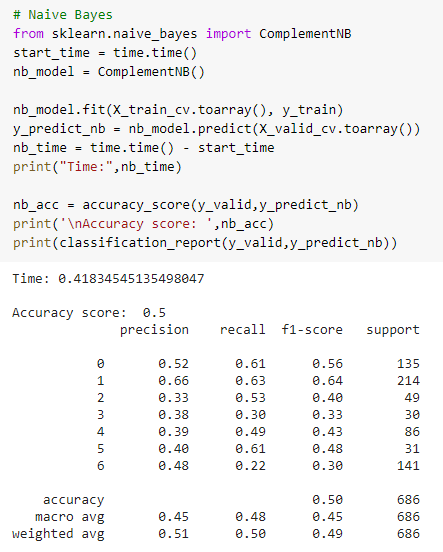 # Naive Bayes
from sklearn.naive_bayes import ComplementNB
start_time = time.time()
nb_model = ComplementNB()
nb_model.fit(X_train_cv.toarray(), y_train)
y_predict_nb = nb_model.predict(X_valid_cv.toarray())
nb_time = time.time() - start_time
print("Time:",nb_time)
nb_acc = accuracy_score(y_valid,y_predict_nb)
print('\nAccuracy score: ',nb_acc)
print(classification_report(y_valid,y_predict_nb))
Time: 0.41834545135498047
Accuracy score:  0.5
precision recall f1-score support
0 0.52 0.61 0.56 135
1 0.66 0.63 0.64 214
2 0.33 0.53 0.40 49
3 0.38 0.30 0.33 30
4 0.39 0.49 0.43 86
5 0.40 0.61 0.48 31
6 0.48 0.22 0.30 141
accuracy 0.50 686
macro avg 0.45 0.48 0.45 686
weighted avg 0.51 0.50 0.49 686